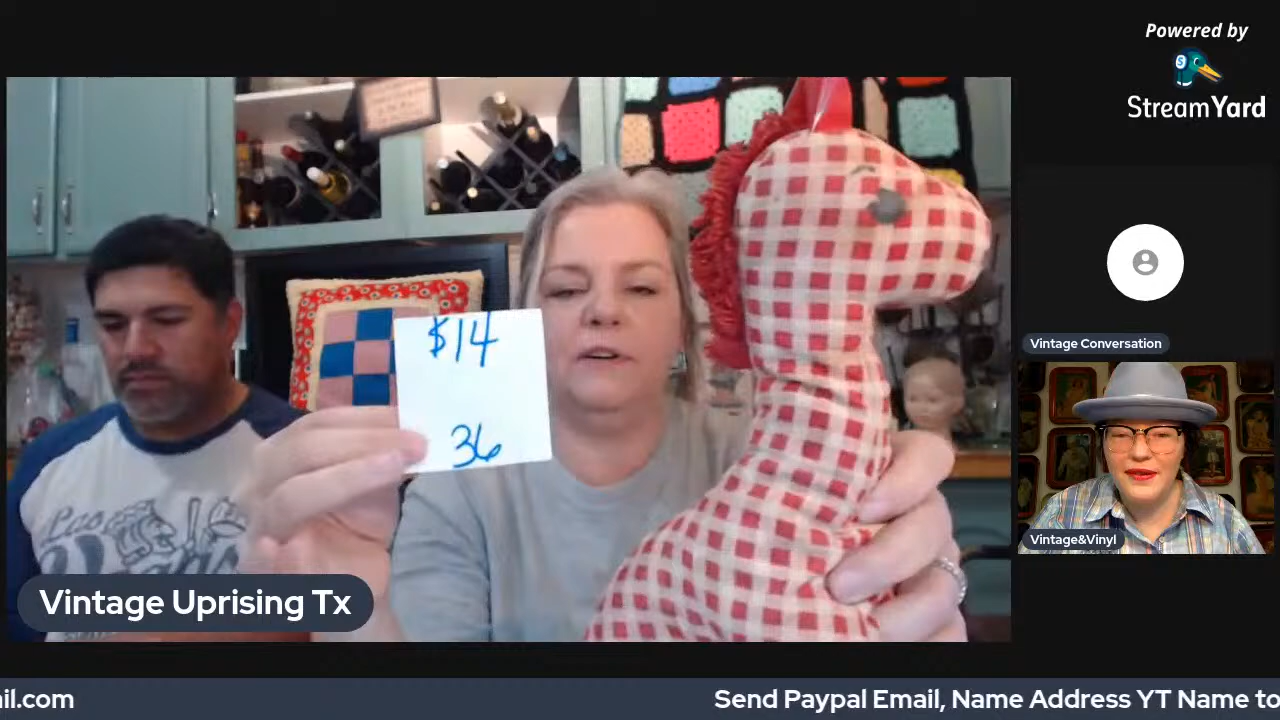 Powered by
StreamYard
$14
36
Vintage Conversation
Vintage&Vinyl
Vintage Uprising Tx
il.com
Send Paypal Email, Name Address YT Name to